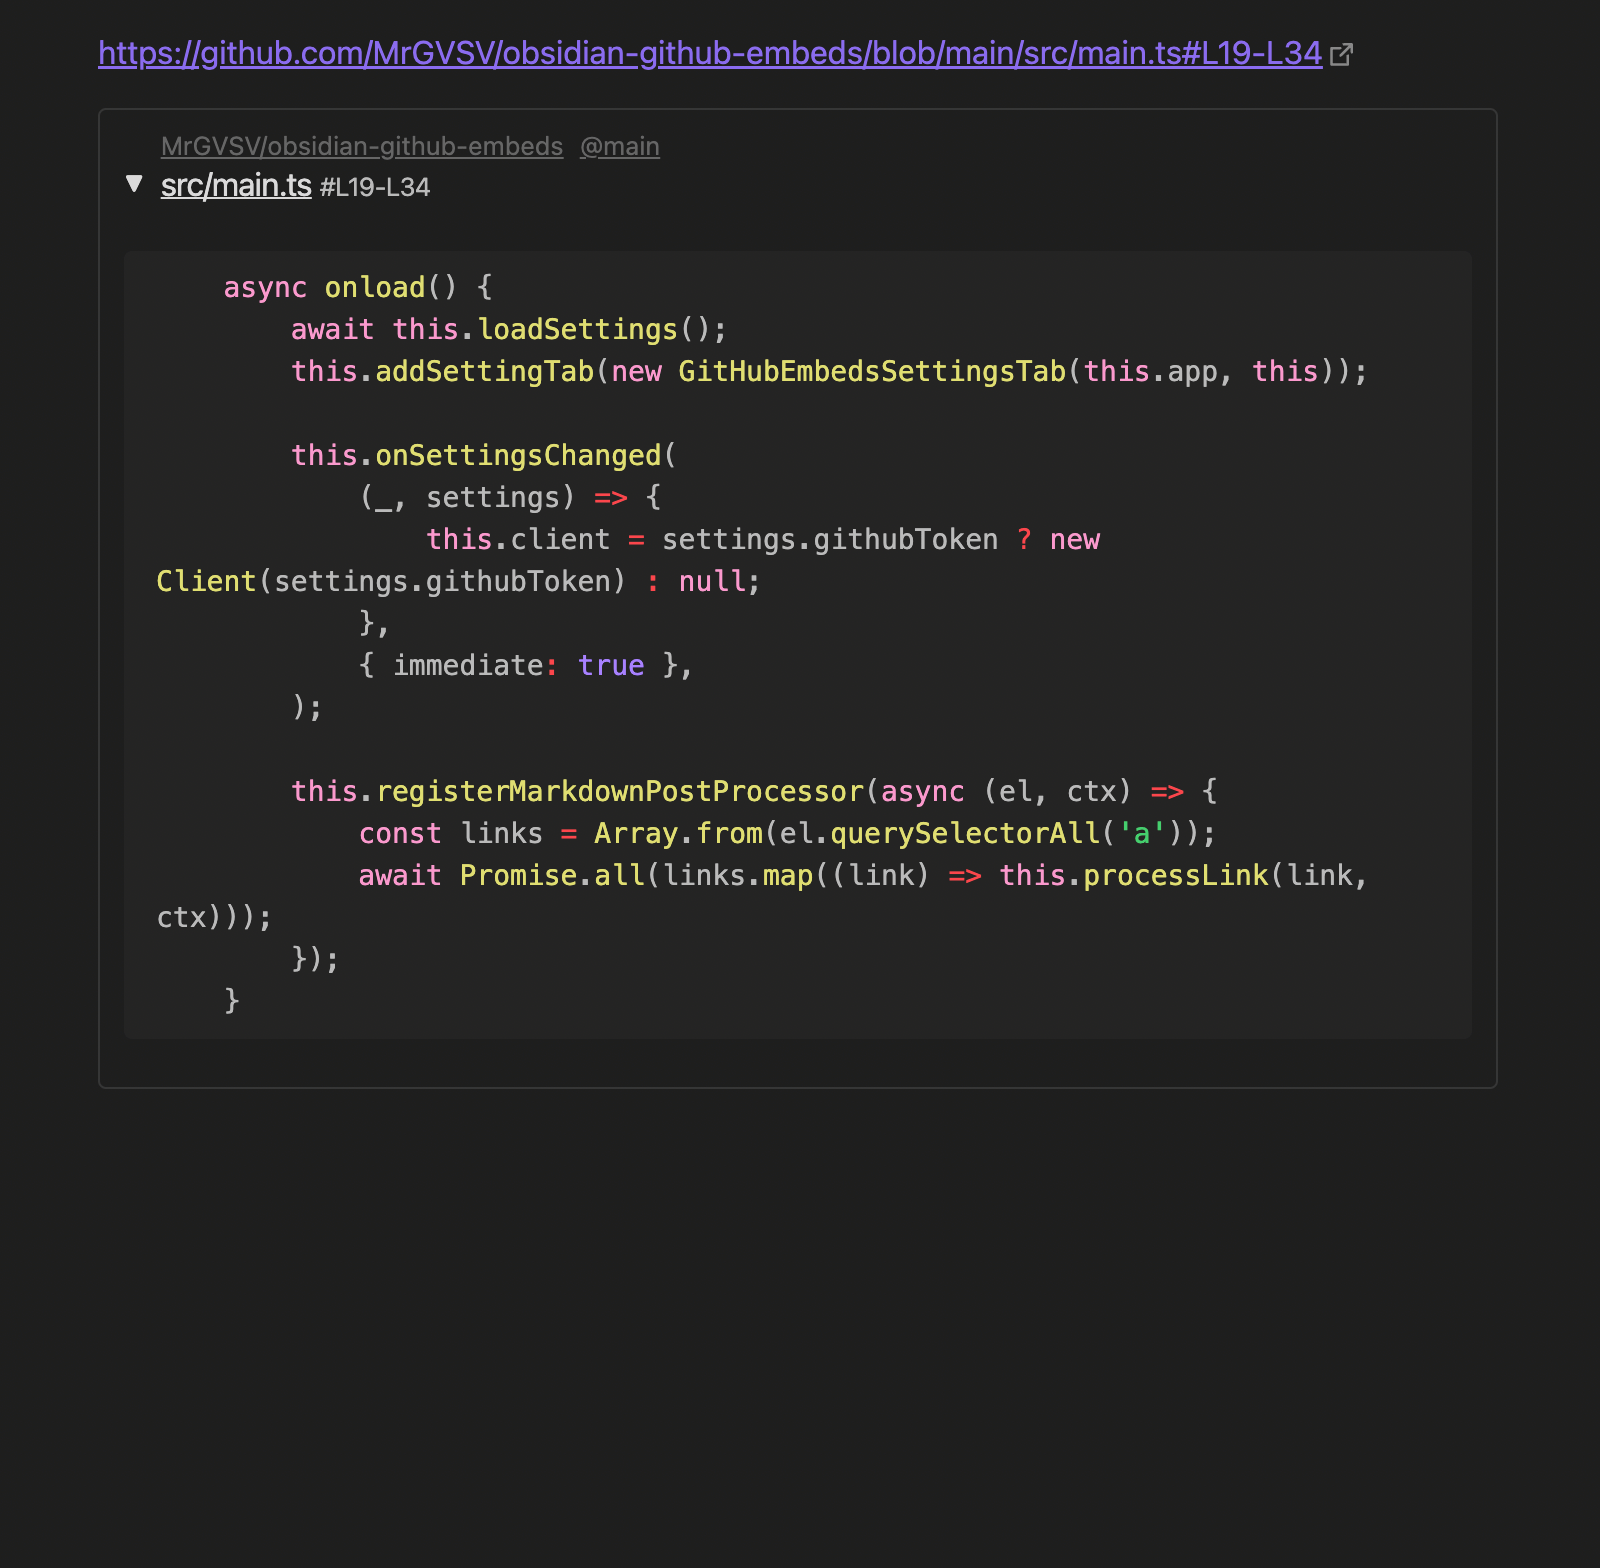 https://github.com/MrGVSV/obsidian-github-embeds/blob/main/src/main.ts#L19-L34
MrGVSV/obsidian-github-embeds @main
src/main.ts #L19-L34
    async onload() {
        await this.loadSettings();
        this.addSettingTab(new GitHubEmbedsSettingsTab(this.app, this));
        this.onSettingsChanged(
            (_, settings) => {
                this.client = settings.githubToken ? new
Client(settings.githubToken) : null;
            },
            { immediate: true },
        );
        this.registerMarkdownPostProcessor(async (el, ctx) => {
            const links = Array.from(el.querySelectorAll('a'));
            await Promise.all(links.map((link) => this.processLink(link,
ctx)));
        });
    }